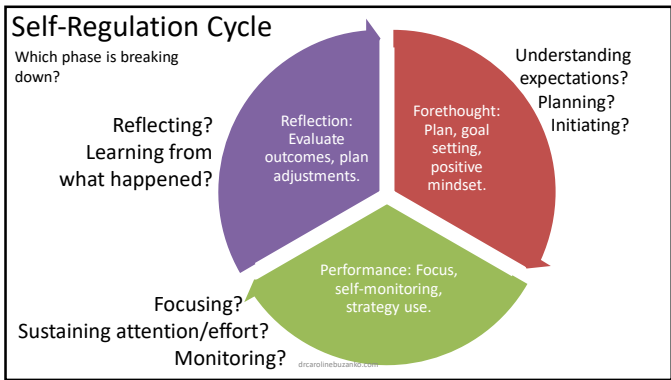 Self-Regulation Cycle
Which phase is breaking
down?
Understanding
expectations?
Planning?
Initiating?
Forethought:
Plan, goal
setting,
positive
mindset.
Reflection:
Evaluate
outcomes, plan
adjustments.
Reflecting?
Learning from
what happened?
Performance: Focus,
self-monitoring,
strategy use.
Focusing?
Sustaining attention/effort?
Monitoring?
drcarolinebuzanko.com